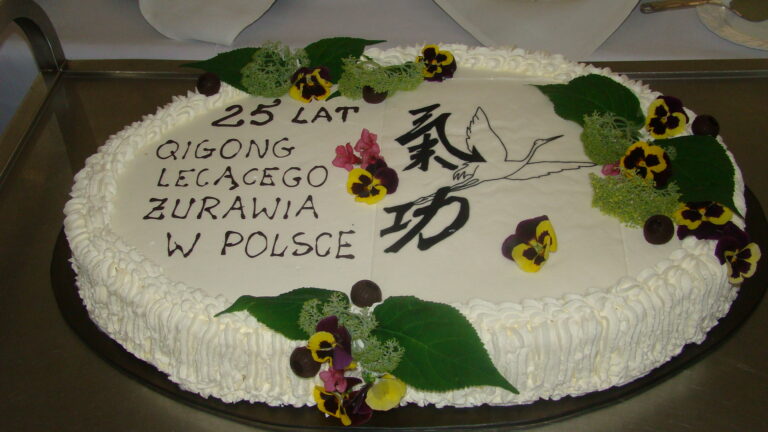 25 LAT
QIGONG
LECĄCEGO
ŻURAWIA
W POLSCE
氣
功